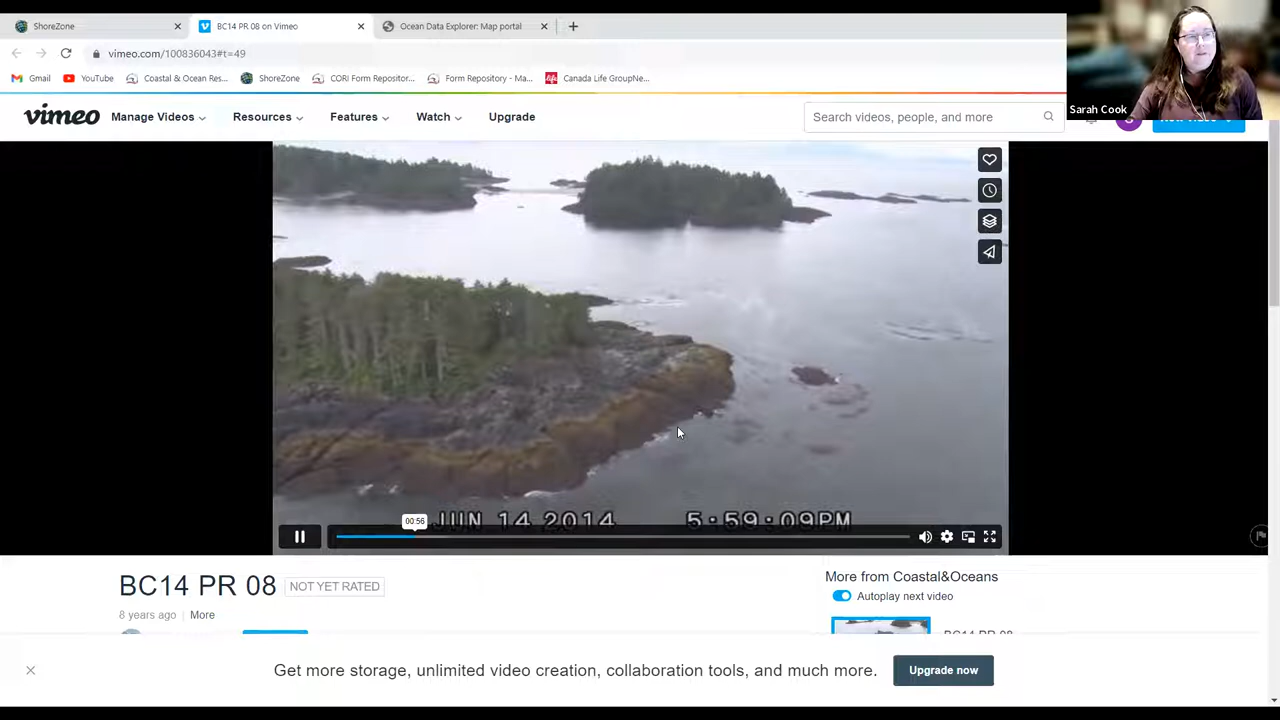 ShoreZone
BC14 PR 08 on Vimeo
Ocean Data Explorer: Map portal
vimeo.com/100836043#t=49
Gmail
YouTube
Coastal & Ocean Res...
ShoreZone
CORI Form Repositor...
Form Repository - Ma...
Canada Life GroupNe...
Sarah Cook
vimeo
Manage Videos
Resources
Features
Watch
Upgrade
Search videos, people, and more
JUN 14 2014 5:59:09PM
00:56
BC14 PR 08
NOT YET RATED
8 years ago
More
More from Coastal&Oceans
Autoplay next video
BC14 PR 08
Get more storage, unlimited video creation, collaboration tools, and much more.
Upgrade now